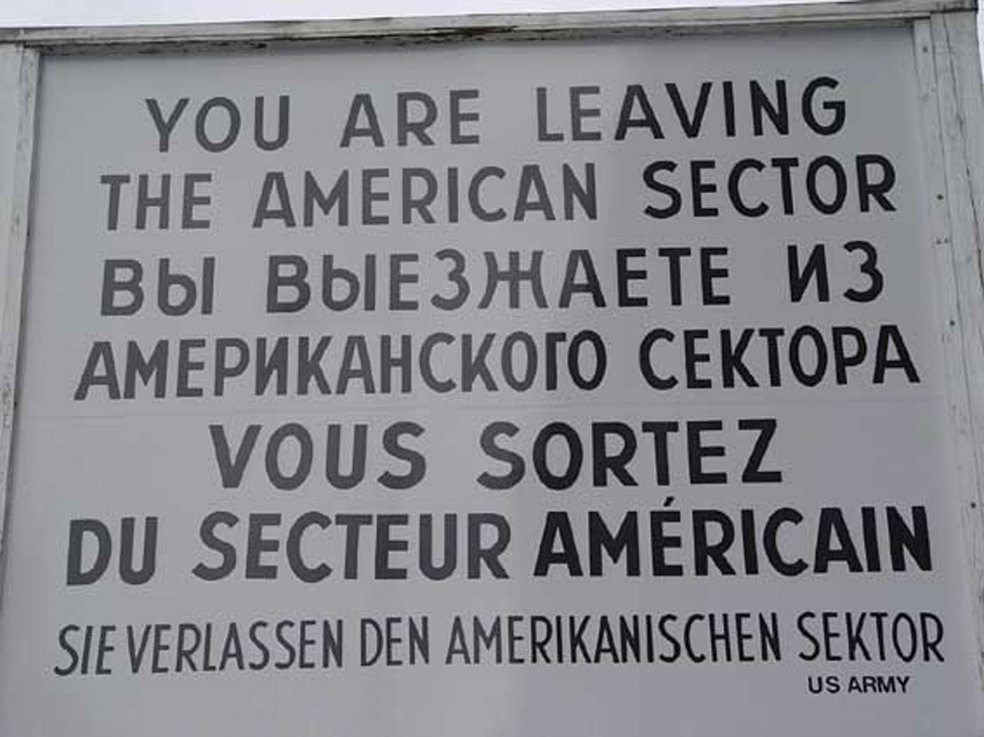 YOU ARE LEAVING
THE AMERICAN SECTOR
ВЫ ВЫЕЗЖАЕТЕ ИЗ
АМЕРИКАНСКОГО СЕКТОРА
VOUS SORTEZ
DU SECTEUR AMÉRICAIN
SIE VERLASSEN DEN AMERIKANISCHEN SEKTOR
US ARMY